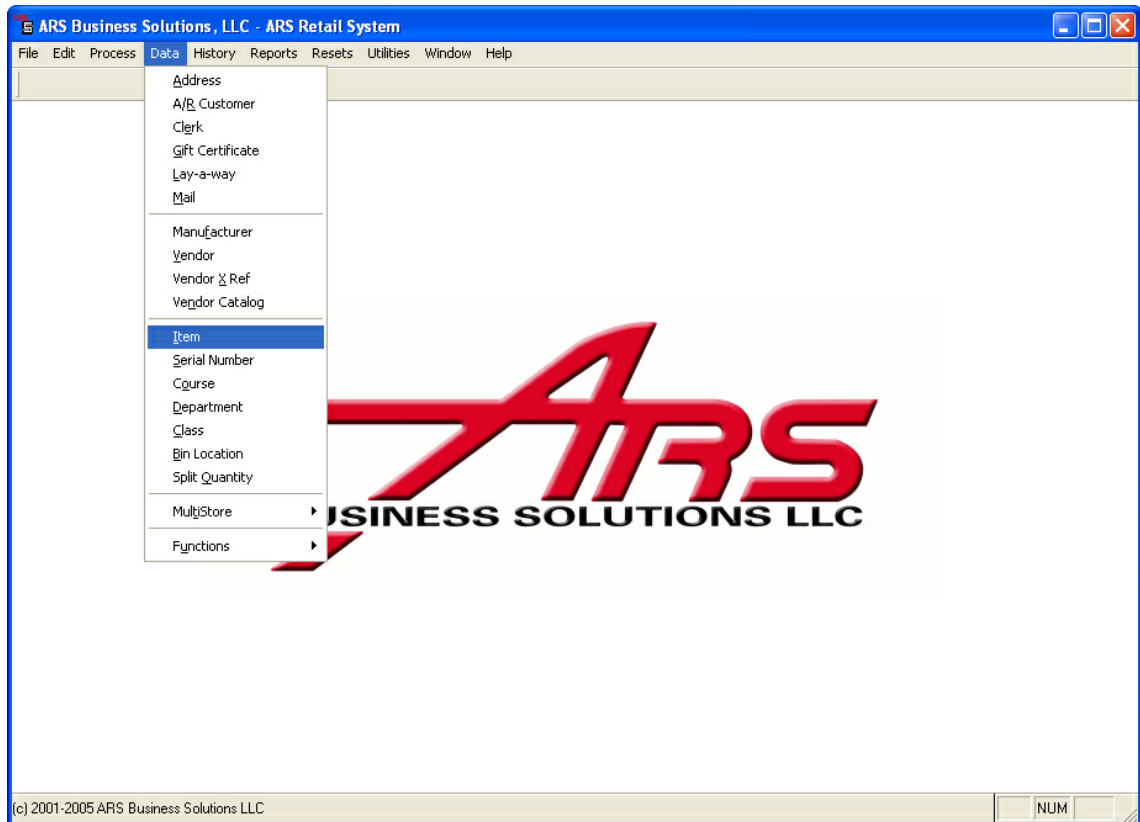 ARS Business Solutions, LLC - ARS Retail System
File Edit Process Data History Reports Resets Utilities Window Help
Address
A/R Customer
Clerk
Gift Certificate
Lay-a-way
Mail
Manufacturer
Vendor
Vendor X Ref
Vendor Catalog
Item
Serial Number
Course
Department
Class
Bin Location
Split Quantity
MultiStore
Functions
ARS
USINESS SOLUTIONS LLC
(c) 2001-2005 ARS Business Solutions LLC NUM